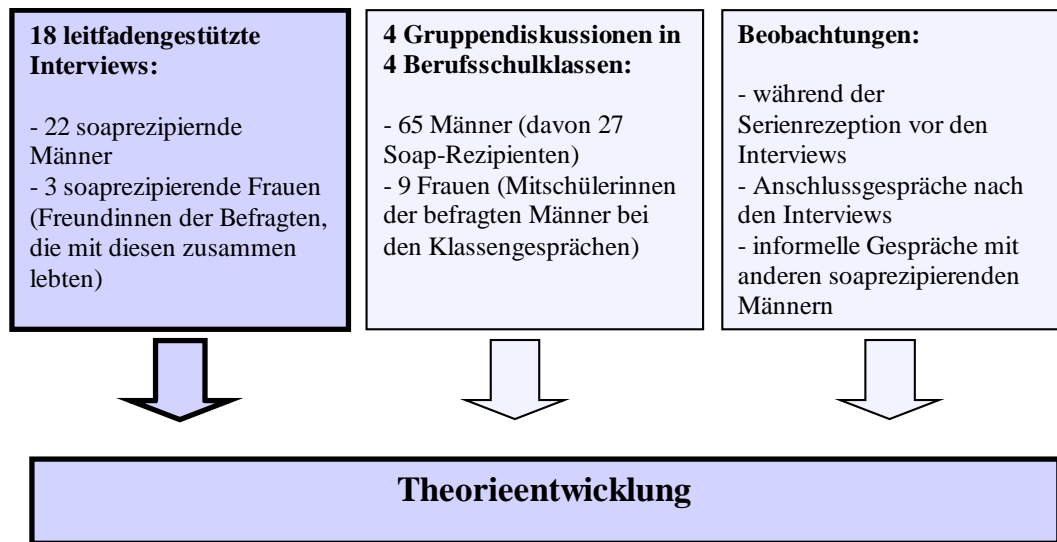 18 leitfadengestützte
Interviews:
- 22 soaprezipiernde
Männer
- 3 soaprezipierende Frauen
(Freundinnen der Befragten,
die mit diesen zusammen
lebten)
4 Gruppendiskussionen in
4 Berufsschulklassen:
- 65 Männer (davon 27
Soap-Rezipienten)
- 9 Frauen (Mitschülerinnen
der befragten Männer bei
den Klassengesprächen)
Beobachtungen:
- während der
Serienrezeption vor den
Interviews
- Anschlussgespräche nach
den Interviews
- informelle Gespräche mit
anderen soaprezipierenden
Männern
Theorieentwicklung